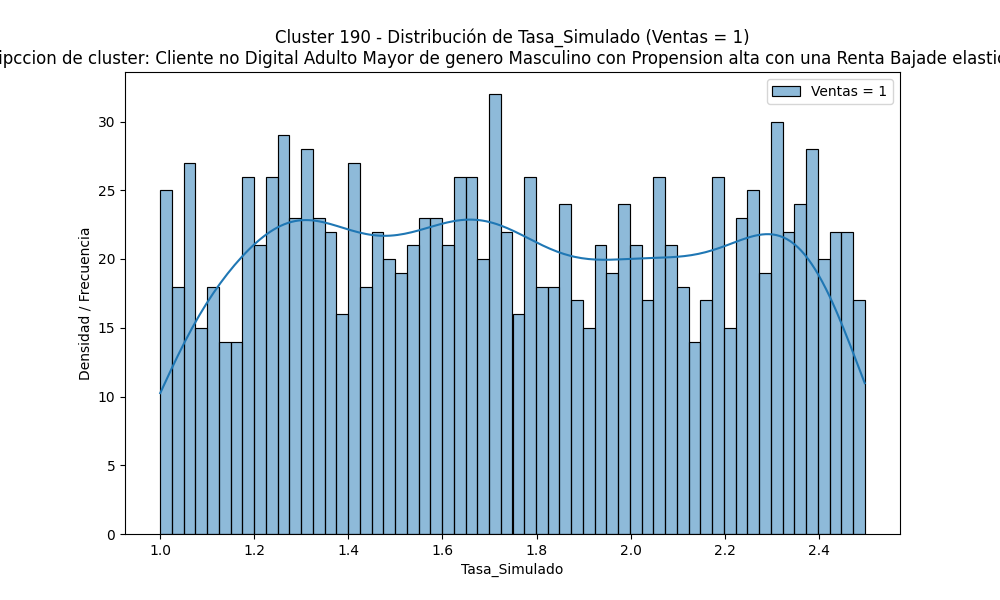 Cluster 190 - Distribución de Tasa_Simulado (Ventas = 1)
ipccion de cluster: Cliente no Digital Adulto Mayor de genero Masculino con Propension alta con una Renta Bajade elastic
Ventas = 1
Densidad / Frecuencia
30
25
20
15
10
5
0
1.0 1.2 1.4 1.6 1.8 2.0 2.2 2.4
Tasa_Simulado